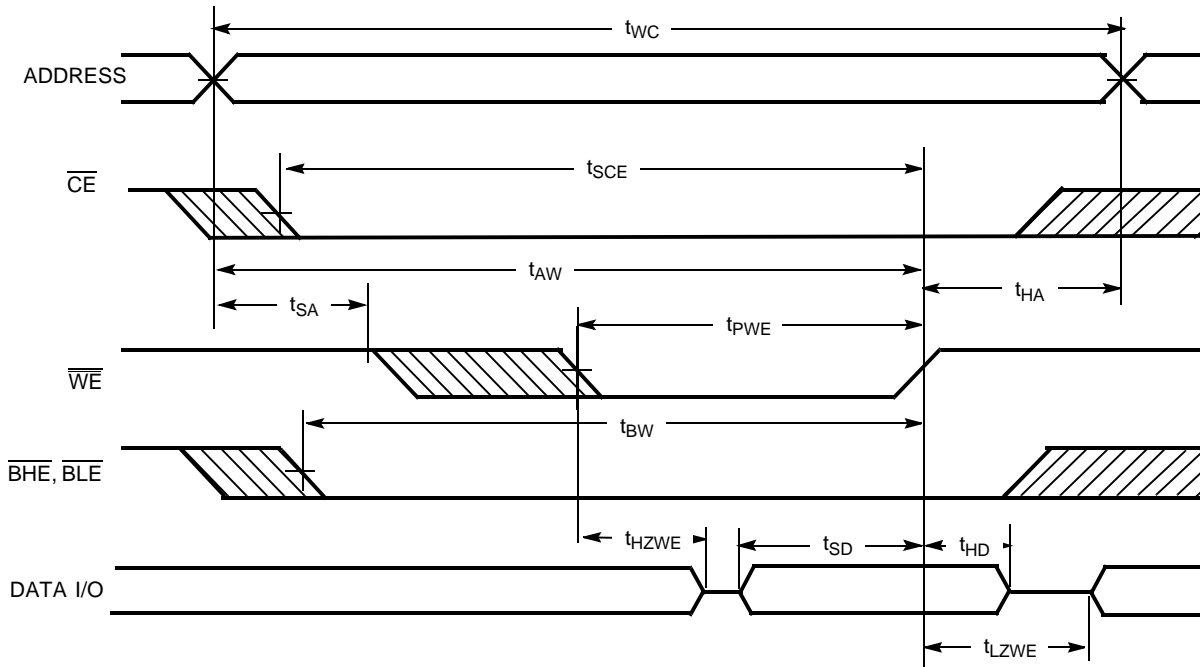 tWC
ADDRESS
tSCE
CE
tAW
tSA
tHA
tPWE
WE
tBW
BHE, BLE
tHZWE
tSD
tHD
DATA I/O
tLZWE